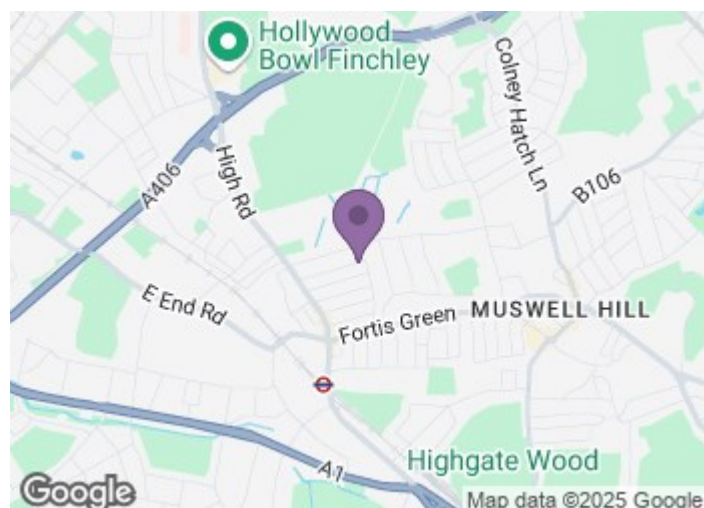 Hollywood
Bowl Finchley
Colney Hatch Ln
A406
High Rd
B106
E End Rd
Fortis Green
MUSWELL HILL
A1
Highgate Wood
Google
Map data ©2025 Google